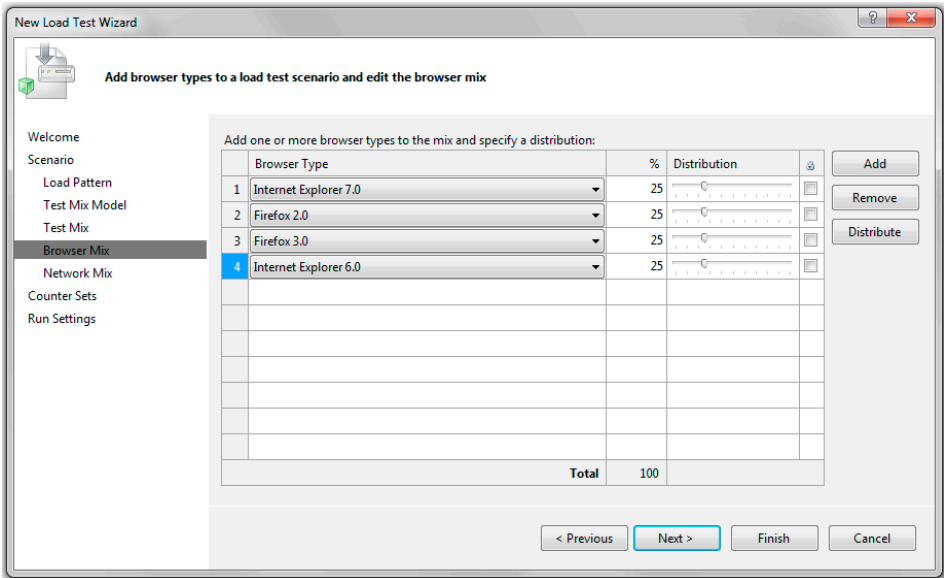 New Load Test Wizard
Add browser types to a load test scenario and edit the browser mix
Welcome
Scenario
Load Pattern
Test Mix Model
Test Mix
Browser Mix
Network Mix
Counter Sets
Run Settings
Add one or more browser types to the mix and specify a distribution:
Browser Type % Distribution
1 Internet Explorer 7.0 25
2 Firefox 2.0 25
3 Firefox 3.0 25
4 Internet Explorer 6.0 25
Total 100
Add
Remove
Distribute
< Previous Next > Finish Cancel